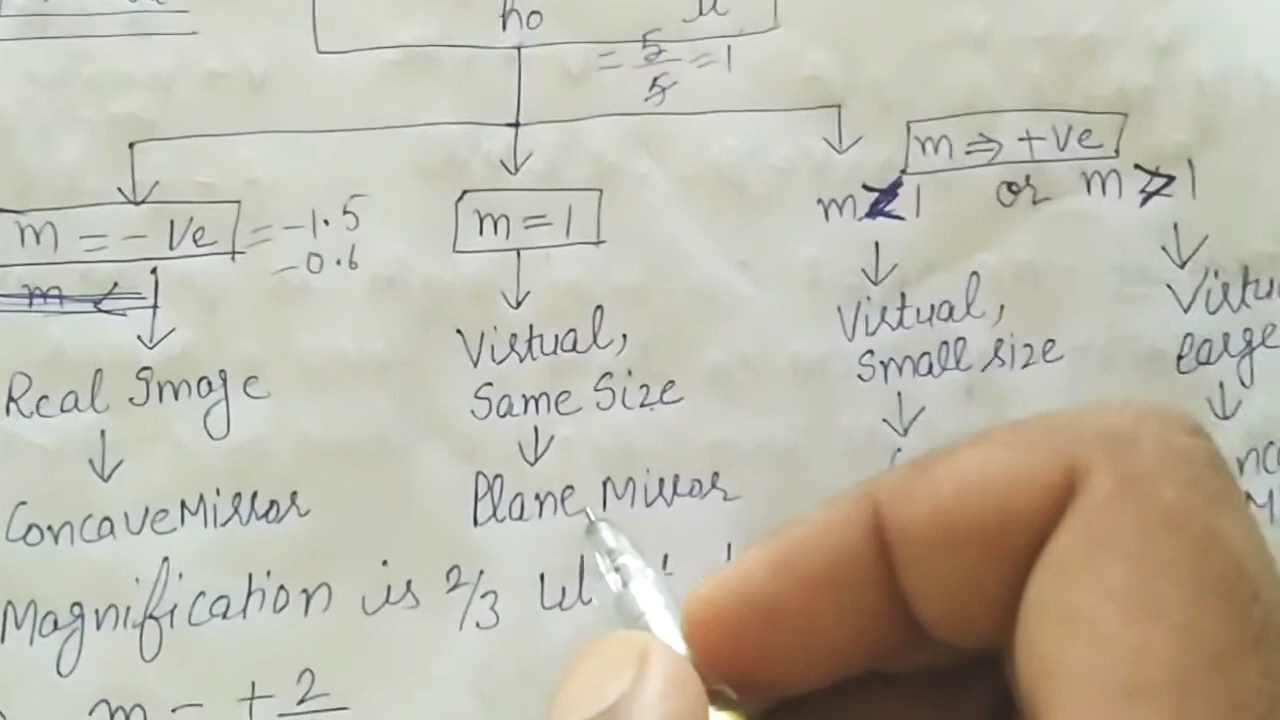 ho u
= 5/5 = 1
m ⇒ +ve
m = - ve = -1.5
-0.6
m <
m = 1
m < 1 or m > 1
Real Image
Concave Mirror
Virtual,
Same Size
Plane Mirror
Virtual,
Small size
large
Magnification is 2/3
m = + 2